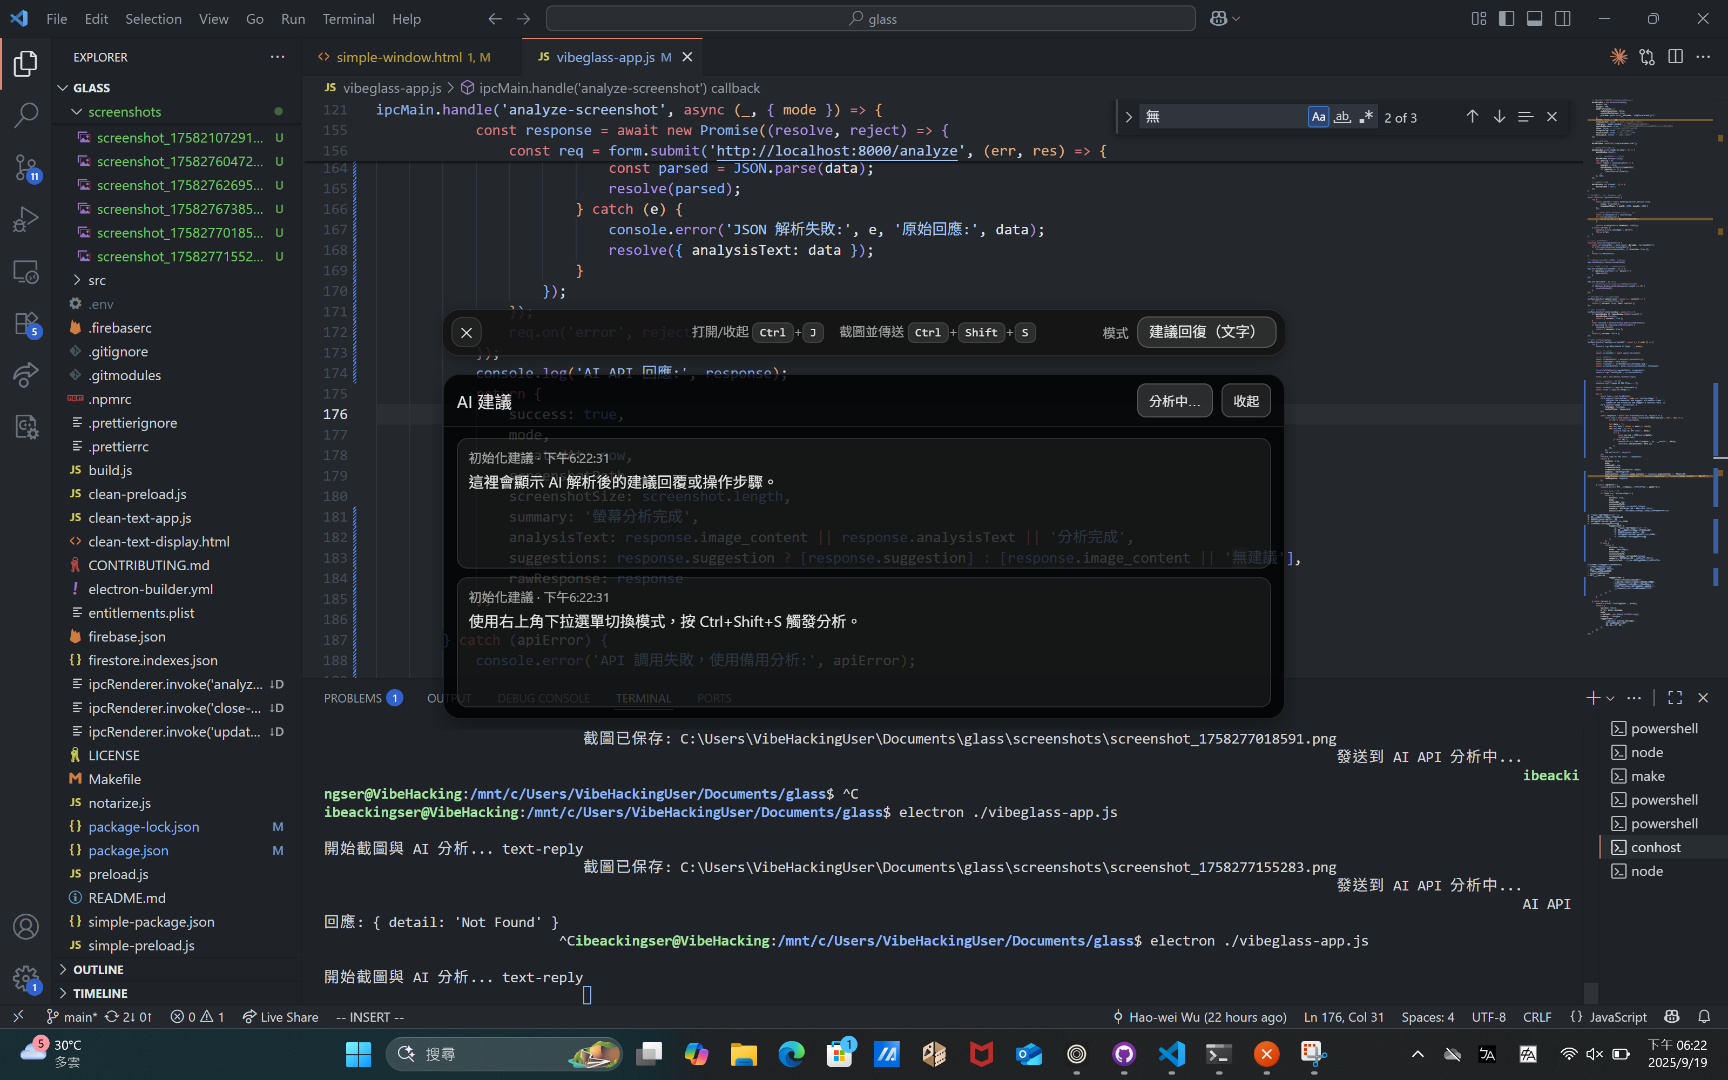 File Edit Selection View Go Run Terminal Help
glass
EXPLORER
GLASS
screenshots
screenshot_17582107291... U
screenshot_17582760472... U
screenshot_17582762695... U
screenshot_17582767385... U
screenshot_17582770185... U
screenshot_17582771552... U
src
.env
.firebaserc
.gitignore
.gitmodules
.npmrc
.prettierignore
.prettierrc
build.js
clean-preload.js
clean-text-app.js
clean-text-display.html
CONTRIBUTING.md
electron-builder.yml
entitlements.plist
firebase.json
firestore.indexes.json
ipcRenderer.invoke('analyz... ↓D
ipcRenderer.invoke('close-... ↓D
ipcRenderer.invoke('updat... ↓D
LICENSE
Makefile
notarize.js
package-lock.json M
package.json M
preload.js
README.md
simple-package.json
simple-preload.js
OUTLINE
TIMELINE
11
5
1
simple-window.html 1, M
vibeglass-app.js M
vibeglass-app.js > ipcMain.handle('analyze-screenshot') callback
無 Aa ab 2 of 3
121 ipcMain.handle('analyze-screenshot', async (_, { mode }) => {
155 const response = await new Promise((resolve, reject) => {
156 const req = form.submit('http://localhost:8000/analyze', (err, res) => {
164 const parsed = JSON.parse(data);
165 resolve(parsed);
166 } catch (e) {
167 console.error('JSON 解析失敗:', e, '原始回應:', data);
168 resolve({ analysisText: data });
169 }
170 });
171 });
172 req.on('error', reject
173 });
174 console.log('AI API 回應:', response);
175
176 success: true,
177 mode,
178
179
180 screenshotSize: screenshot.length,
181 summary: '螢幕分析完成',
182 analysisText: response.image_content || response.analysisText || '分析完成',
183 suggestions: response.suggestion ? [response.suggestion] : [response.image_content || '無建議'],
184 rawResponse: response
185
186
187 } catch (apiError) {
188 console.error('API 調用失敗，使用備用分析:', apiError);
打開/收起 Ctrl + J 截圖並傳送 Ctrl + Shift + S 模式 建議回復（文字）
AI 建議 分析中… 收起
初始化建議 · 下午6:22:31
這裡會顯示 AI 解析後的建議回覆或操作步驟。
初始化建議 · 下午6:22:31
使用右上角下拉選單切換模式，按 Ctrl+Shift+S 觸發分析。
PROBLEMS 1 OUTPUT DEBUG CONSOLE TERMINAL PORTS
截圖已保存: C:\Users\VibeHackingUser\Documents\glass\screenshots\screenshot_1758277018591.png
發送到 AI API 分析中...
ibeacki
ngser@VibeHacking:/mnt/c/Users/VibeHackingUser/Documents/glass$ ^C
ibeackingser@VibeHacking:/mnt/c/Users/VibeHackingUser/Documents/glass$ electron ./vibeglass-app.js
開始截圖與 AI 分析... text-reply
截圖已保存: C:\Users\VibeHackingUser\Documents\glass\screenshots\screenshot_1758277155283.png
發送到 AI API 分析中...
AI API
回應: { detail: 'Not Found' }
^Cibeackingser@VibeHacking:/mnt/c/Users/VibeHackingUser/Documents/glass$ electron ./vibeglass-app.js
開始截圖與 AI 分析... text-reply
powershell
node
make
powershell
powershell
conhost
node
main* 2↓ 0↑ 0 1 Live Share -- INSERT --
Hao-wei Wu (22 hours ago) Ln 176, Col 31 Spaces: 4 UTF-8 CRLF {} JavaScript
5
30°C
多雲
搜尋
1
下午 06:22
2025/9/19